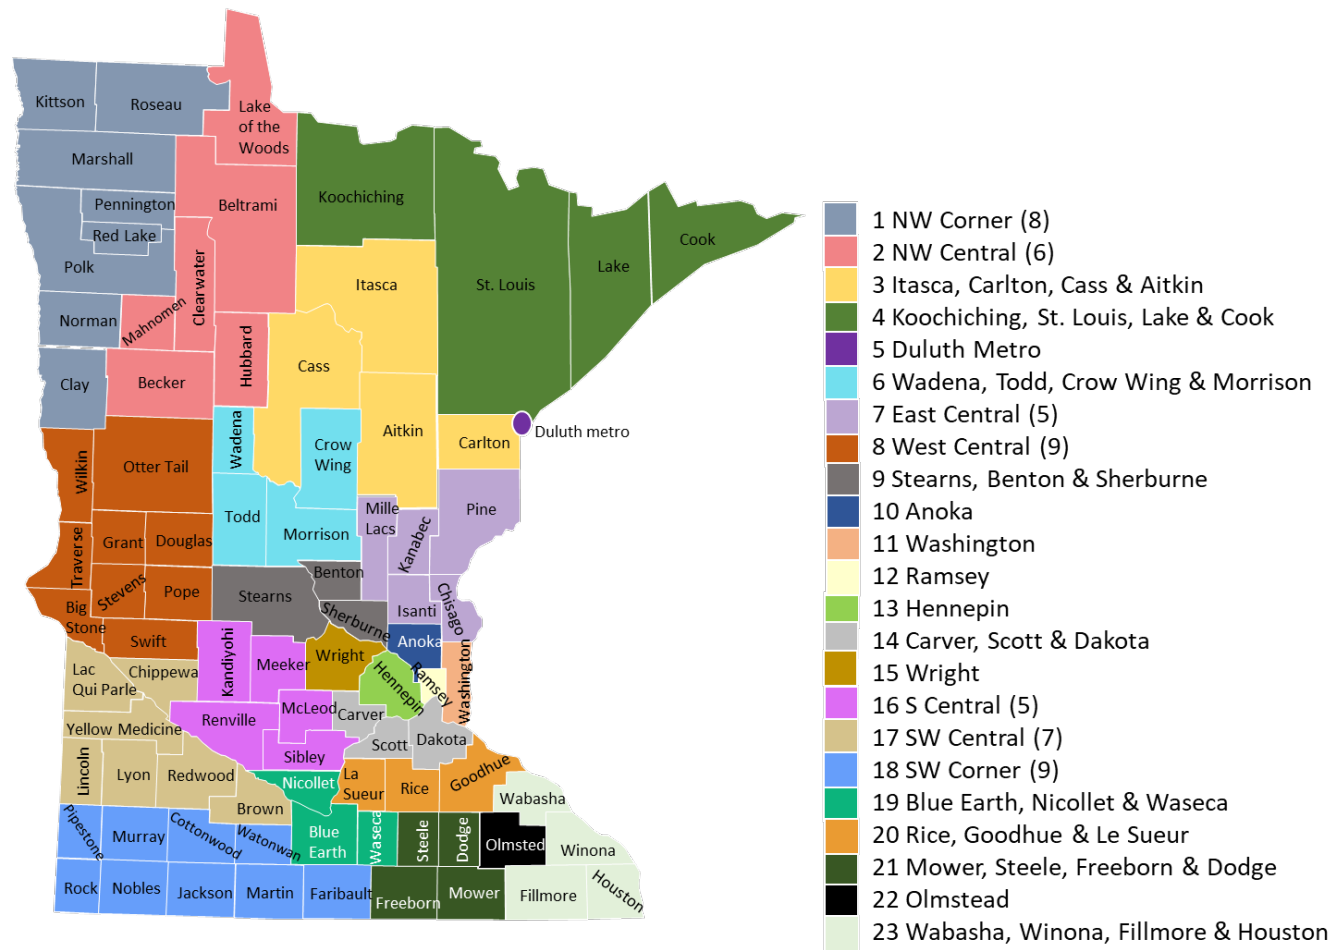 Kittson
Roseau
Lake
of the
Woods
Marshall
Koochiching
Pennington
Beltrami
Red Lake
Cook
Polk
Clearwater
Lake
Itasca
St. Louis
Norman
Mahnomen
Hubbard
Cass
Clay
Becker
Wadena
Crow
Wing
Aitkin
Carlton
Duluth metro
Wilkin
Otter Tail
Mille
Lacs
Pine
Todd
Morrison
Kanabec
Traverse
Grant
Douglas
Benton
Stevens
Pope
Stearns
Big
Stone
Sherburne
Isanti
Chisago
Swift
Anoka
Kandiyohi
Meeker
Wright
Washington
Lac
Qui Parle
Chippewa
Hennepin
Ramsey
McLeod
Carver
Renville
Yellow Medicine
Scott
Dakota
Sibley
Lincoln
Lyon
Redwood
Nicollet
La
Sueur
Rice
Goodhue
Brown
Wabasha
Pipestone
Murray
Cottonwood
Watonwan
Blue
Earth
Waseca
Steele
Dodge
Olmsted
Winona
Rock
Nobles
Jackson
Martin
Faribault
Freeborn
Mower
Fillmore
Houston
1 NW Corner (8)
2 NW Central (6)
3 Itasca, Carlton, Cass & Aitkin
4 Koochiching, St. Louis, Lake & Cook
5 Duluth Metro
6 Wadena, Todd, Crow Wing & Morrison
7 East Central (5)
8 West Central (9)
9 Stearns, Benton & Sherburne
10 Anoka
11 Washington
12 Ramsey
13 Hennepin
14 Carver, Scott & Dakota
15 Wright
16 S Central (5)
17 SW Central (7)
18 SW Corner (9)
19 Blue Earth, Nicollet & Waseca
20 Rice, Goodhue & Le Sueur
21 Mower, Steele, Freeborn & Dodge
22 Olmstead
23 Wabasha, Winona, Fillmore & Houston